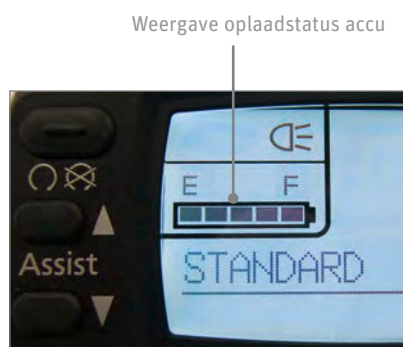 Weergave oplaadstatus accu
E F
Assist
STANDARD